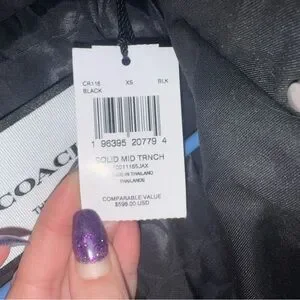 CR116 XS BLK
BLACK
1 96395 20779 4
SOLID MID TRNCH
MADE IN THAILAND
THAILANDE
COMPARABLE VALUE
$598.00 USD
COACH